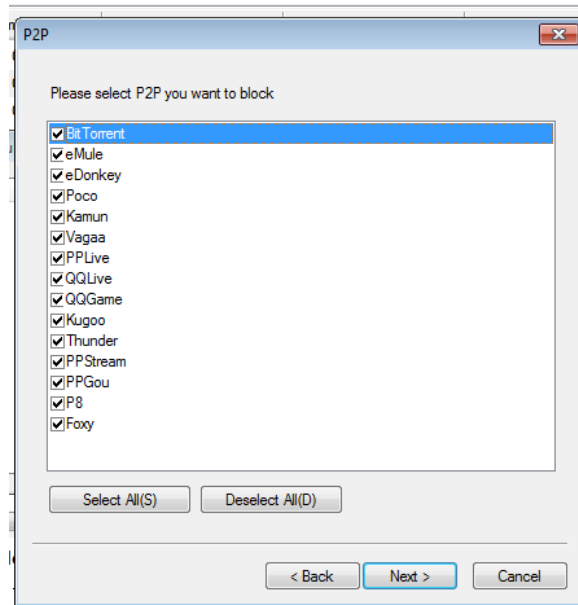 P2P
Please select P2P you want to block
BitTorrent
eMule
eDonkey
Poco
Kamun
Vagaa
PPLive
QQLive
QQGame
Kugoo
Thunder
PPStream
PPGou
P8
Foxy
Select All(S) Deselect All(D)
< Back Next > Cancel